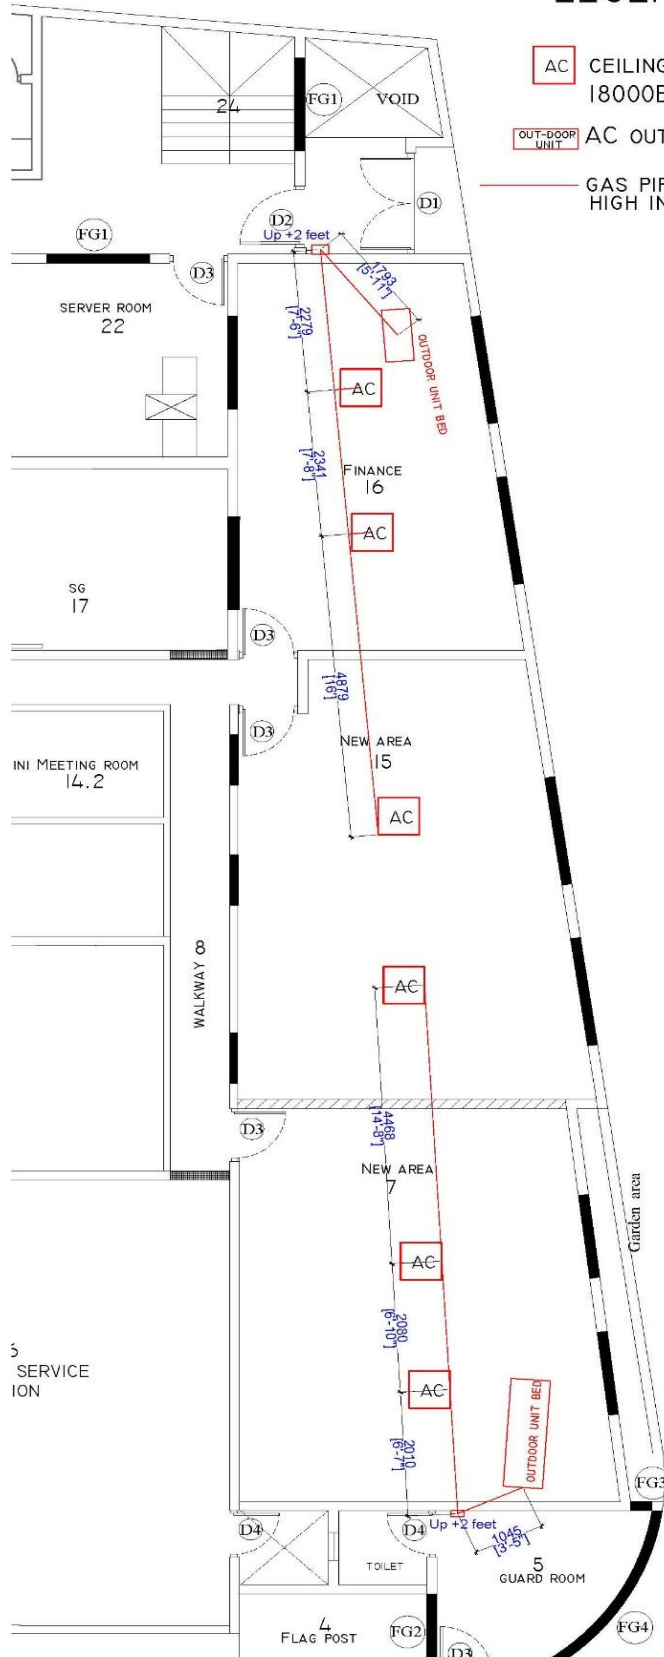 AC CEILING
18000
OUT-DOOR UNIT AC OUT
GAS PIP
HIGH IN
24
FG1
VOID
D1
D2
Up +2 feet
FG1
D3
SERVER ROOM
22
1793
[5'-11"]
2279
[7'-6"]
OUTDOOR UNIT BED
AC
2341
[7'-8"]
FINANCE
16
AC
SG
17
D3
4879
[16']
D3
NEW AREA
15
INI MEETING ROOM
14.2
AC
WALKWAY 8
AC
4468
[14'-8"]
D3
NEW AREA
7
Garden area
AC
2080
[6'-10"]
SERVICE
ION
AC
OUTDOOR UNIT BED
2010
[6'-7"]
FG3
D4
D4
Up +2 feet
1045
[3'-5"]
TOILET
5
GUARD ROOM
4
FLAG POST
FG2
FG4
D3